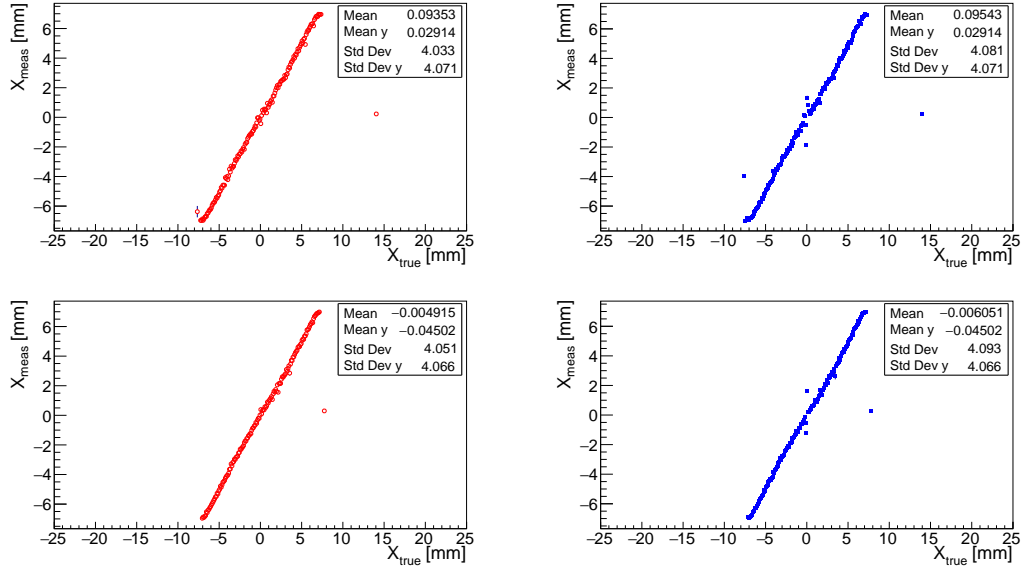 X_meas [mm]
6
4
2
0
−2
−4
−6
Mean 0.09353
Mean y 0.02914
Std Dev 4.033
Std Dev y 4.071
−25 −20 −15 −10 −5 0 5 10 15 20 25
X_true [mm]
X_meas [mm]
6
4
2
0
−2
−4
−6
Mean 0.09543
Mean y 0.02914
Std Dev 4.081
Std Dev y 4.071
−25 −20 −15 −10 −5 0 5 10 15 20 25
X_true [mm]
X_meas [mm]
6
4
2
0
−2
−4
−6
Mean −0.004915
Mean y −0.04502
Std Dev 4.051
Std Dev y 4.066
−25 −20 −15 −10 −5 0 5 10 15 20 25
X_true [mm]
X_meas [mm]
6
4
2
0
−2
−4
−6
Mean −0.006051
Mean y −0.04502
Std Dev 4.093
Std Dev y 4.066
−25 −20 −15 −10 −5 0 5 10 15 20 25
X_true [mm]